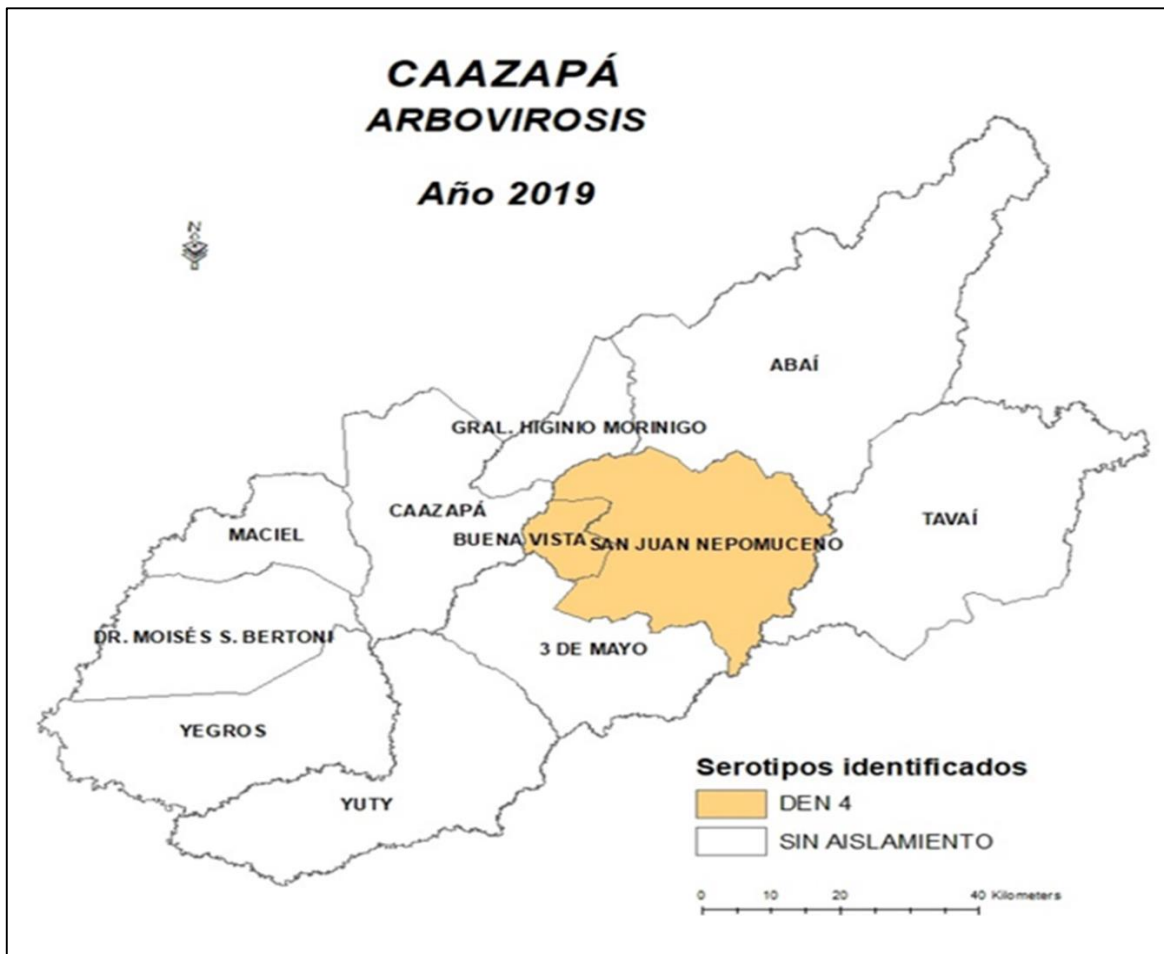 CAAZAPÁ
ARBOVIROSIS
Año 2019
N
ABAÍ
GRAL. HIGINIO MORINIGO
CAAZAPÁ
TAVAÍ
MACIEL
BUENA VISTA
SAN JUAN NEPOMUCENO
DR. MOISÉS S. BERTONI
3 DE MAYO
YEGROS
YUTY
Serotipos identificados
DEN 4
SIN AISLAMIENTO
0 10 20 40 Kilometers